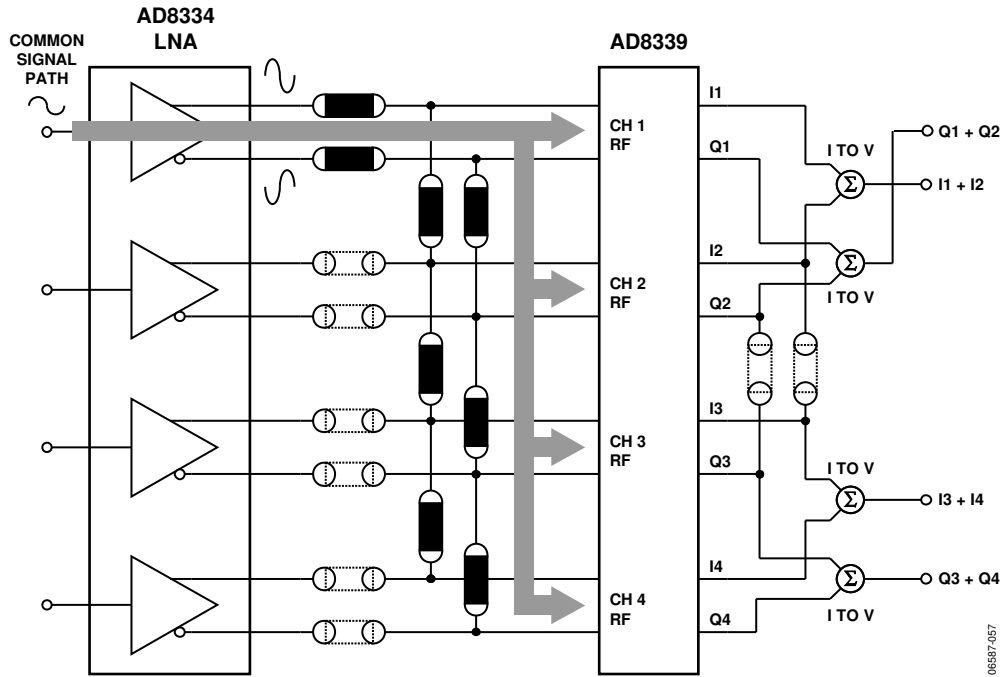 AD8334
LNA
COMMON
SIGNAL
PATH
AD8339
I1
CH 1
RF
Q1
I TO V
Σ
Q1 + Q2
I1 + I2
I2
Σ
CH 2
RF
I TO V
Q2
I3
CH 3
RF
Q3
I TO V
Σ
I3 + I4
I4
Σ
Q3 + Q4
CH 4
RF
Q4
I TO V
06587-057